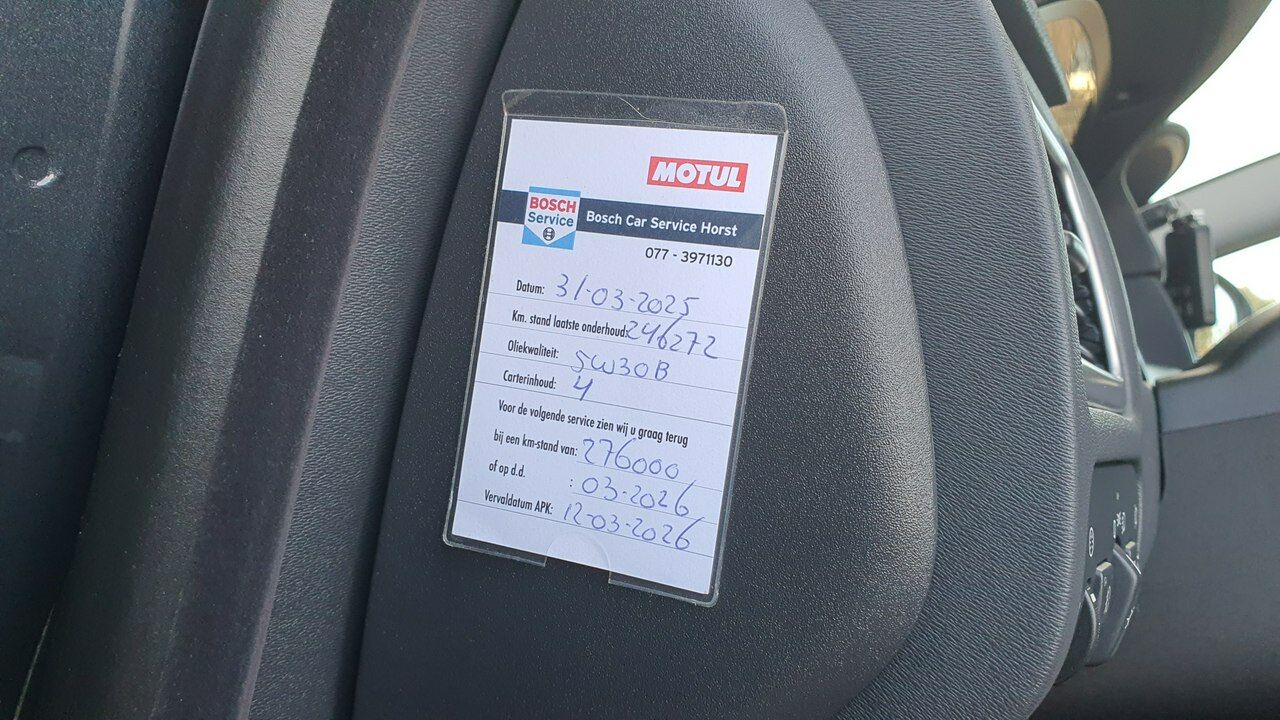 MOTUL
BOSCH
Service
Bosch Car Service Horst
077 - 3971130
Datum: 31-03-2025
Km. stand laatste onderhoud: 246272
Oliekwaliteit: 5W30B
Carterinhoud: 4
Voor de volgende service zien wij u graag terug
bij een km-stand van: 276000
of op d.d. : 03-2026
Vervaldatum APK: 12-03-2026